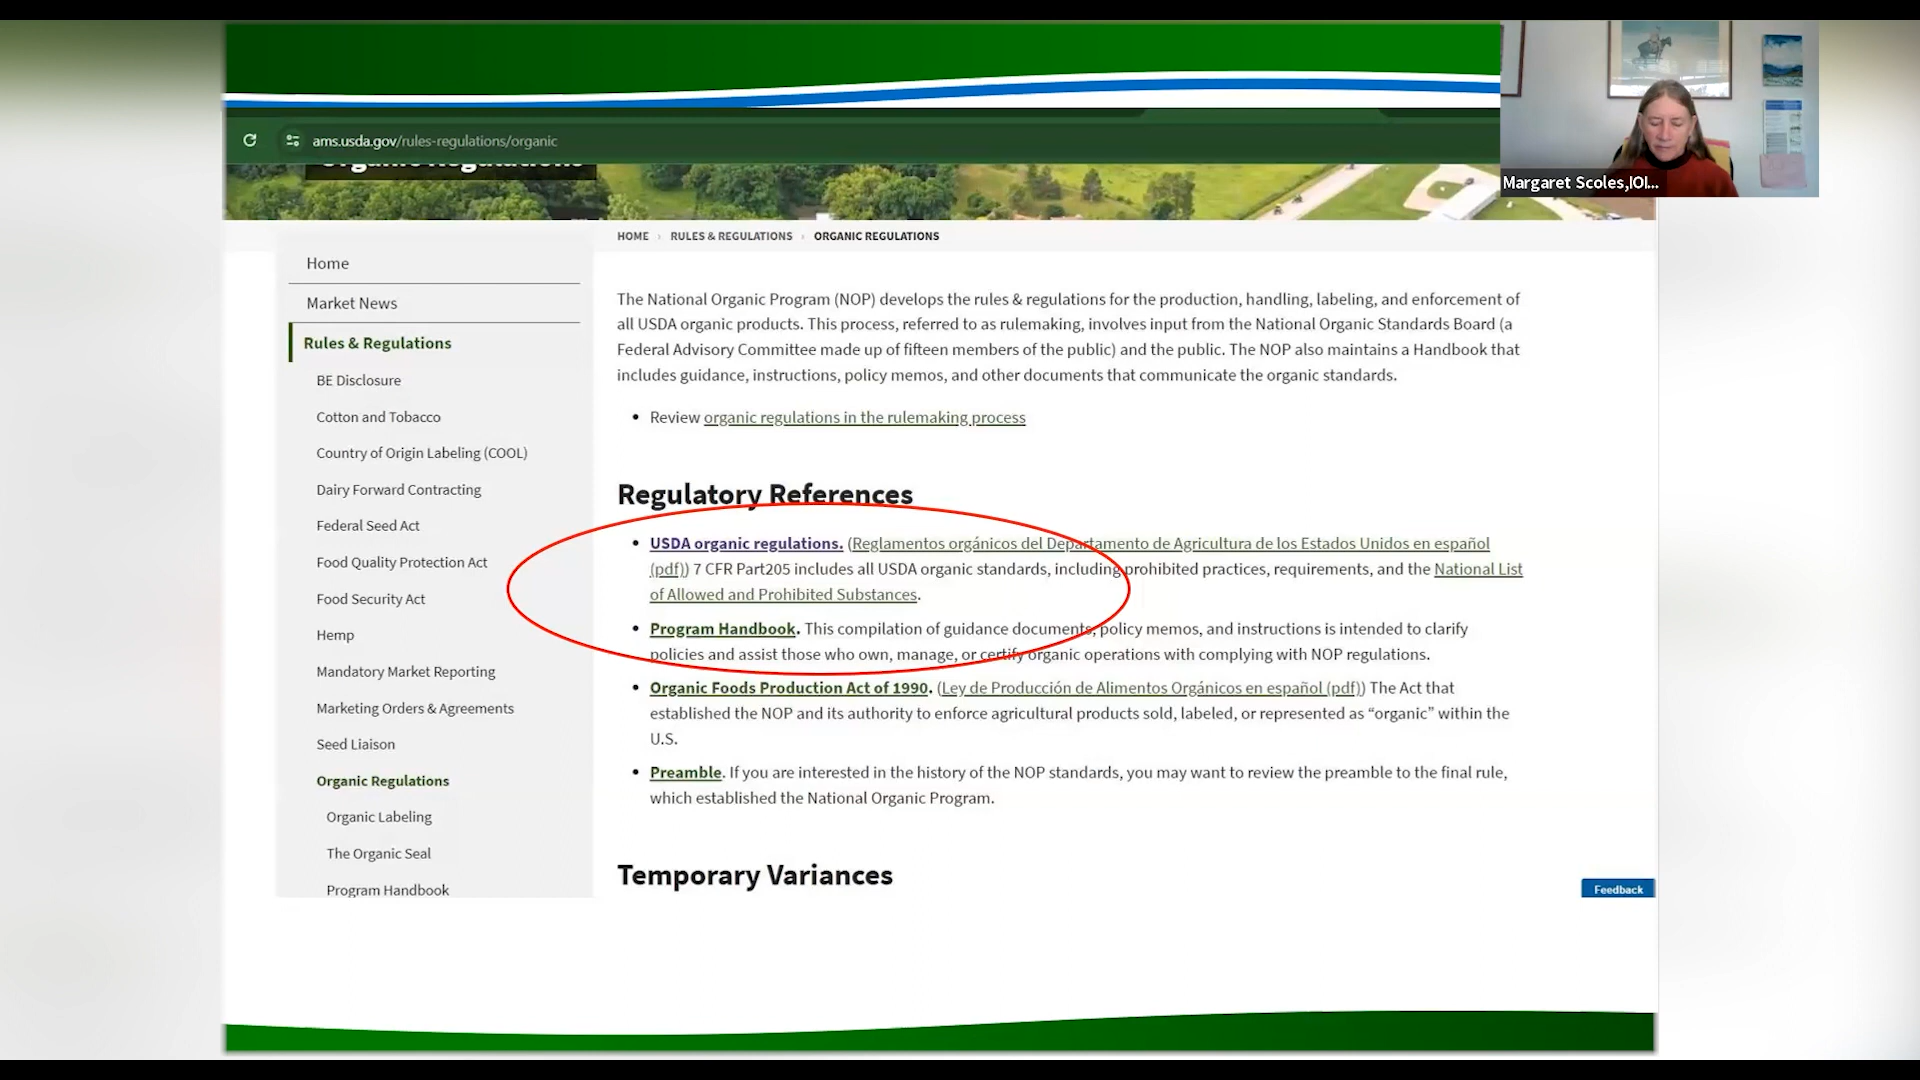 Organic Regulations
ams.usda.gov/rules-regulations/organic
Margaret Scoles,IOI...
HOME › RULES & REGULATIONS › ORGANIC REGULATIONS
Home
Market News
Rules & Regulations
BE Disclosure
Cotton and Tobacco
Country of Origin Labeling (COOL)
Dairy Forward Contracting
Federal Seed Act
Food Quality Protection Act
Food Security Act
Hemp
Mandatory Market Reporting
Marketing Orders & Agreements
Seed Liaison
Organic Regulations
Organic Labeling
The Organic Seal
Program Handbook
The National Organic Program (NOP) develops the rules & regulations for the production, handling, labeling, and enforcement of
all USDA organic products. This process, referred to as rulemaking, involves input from the National Organic Standards Board (a
Federal Advisory Committee made up of fifteen members of the public) and the public. The NOP also maintains a Handbook that
includes guidance, instructions, policy memos, and other documents that communicate the organic standards.
• Review organic regulations in the rulemaking process
Regulatory References
• USDA organic regulations. (Reglamentos orgánicos del Departamento de Agricultura de los Estados Unidos en español
(pdf)) 7 CFR Part205 includes all USDA organic standards, including prohibited practices, requirements, and the National List
of Allowed and Prohibited Substances.
• Program Handbook. This compilation of guidance documents, policy memos, and instructions is intended to clarify
policies and assist those who own, manage, or certify organic operations with complying with NOP regulations.
• Organic Foods Production Act of 1990. (Ley de Producción de Alimentos Orgánicos en español (pdf)) The Act that
established the NOP and its authority to enforce agricultural products sold, labeled, or represented as “organic” within the
U.S.
• Preamble. If you are interested in the history of the NOP standards, you may want to review the preamble to the final rule,
which established the National Organic Program.
Temporary Variances
Feedback